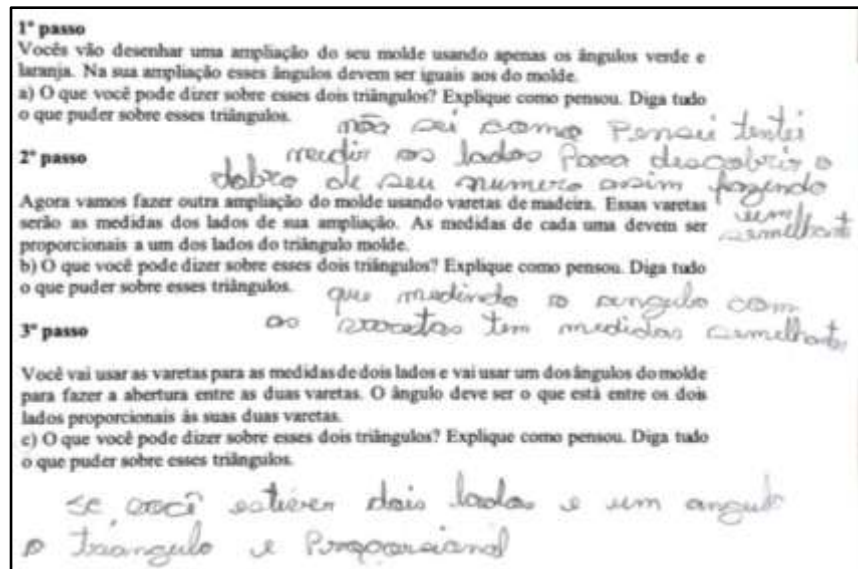 1º passo
Vocês vão desenhar uma ampliação do seu molde usando apenas os ângulos verde e
laranja. Na sua ampliação esses ângulos devem ser iguais aos do molde.
a) O que você pode dizer sobre esses dois triângulos? Explique como pensou. Diga tudo
o que puder sobre esses triângulos.
não sei como Pensei tentei
medir os lados Para descobrir o
dobro de seu numero asim fazendo
um
semelhant
2º passo
Agora vamos fazer outra ampliação do molde usando varetas de madeira. Essas varetas
serão as medidas dos lados de sua ampliação. As medidas de cada uma devem ser
proporcionais a um dos lados do triângulo molde.
b) O que você pode dizer sobre esses dois triângulos? Explique como pensou. Diga tudo
o que puder sobre esses triângulos.
que medindo o angulo com
as varetas tem medidas semelhantes
3º passo
Você vai usar as varetas para as medidas de dois lados e vai usar um dos ângulos do molde
para fazer a abertura entre as duas varetas. O ângulo deve ser o que está entre os dois
lados proporcionais às suas duas varetas.
c) O que você pode dizer sobre esses dois triângulos? Explique como pensou. Diga tudo
o que puder sobre esses triângulos.
se você estiver dois lados e um angulo
o triangulo e Proporsional